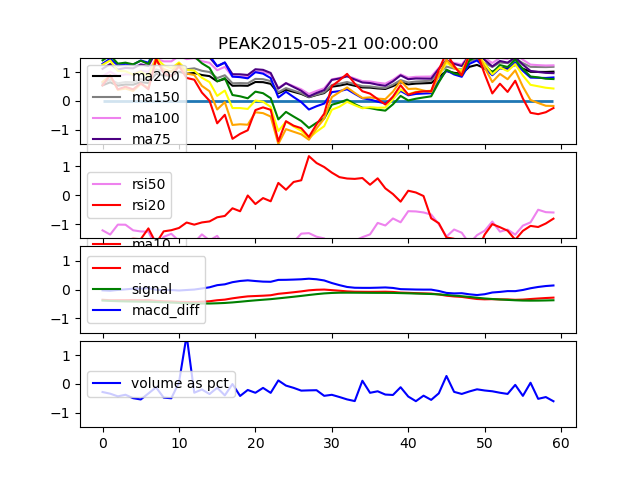 PEAK2015-05-21 00:00:00
1
0
−1
ma200
ma150
ma100
ma75
1
0
−1
rsi50
rsi20
ma10
1
0
−1
macd
signal
macd_diff
1
0
−1
volume as pct
0 10 20 30 40 50 60